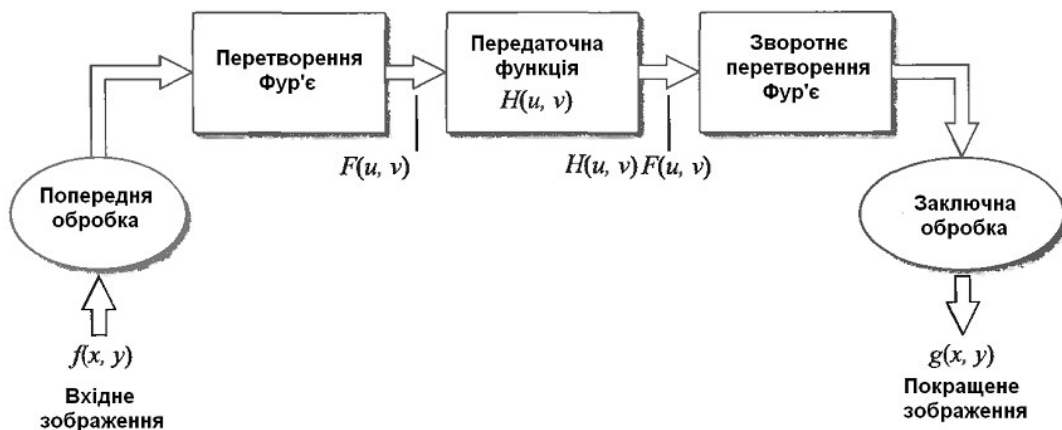 Перетворення
Фур'є
Передаточна
функція
H(u, v)
Зворотнє
перетворення
Фур'є
F(u, v)
H(u, v) F(u, v)
Попередня
обробка
Заключна
обробка
f(x, y)
Вхідне
зображення
g(x, y)
Покращене
зображення